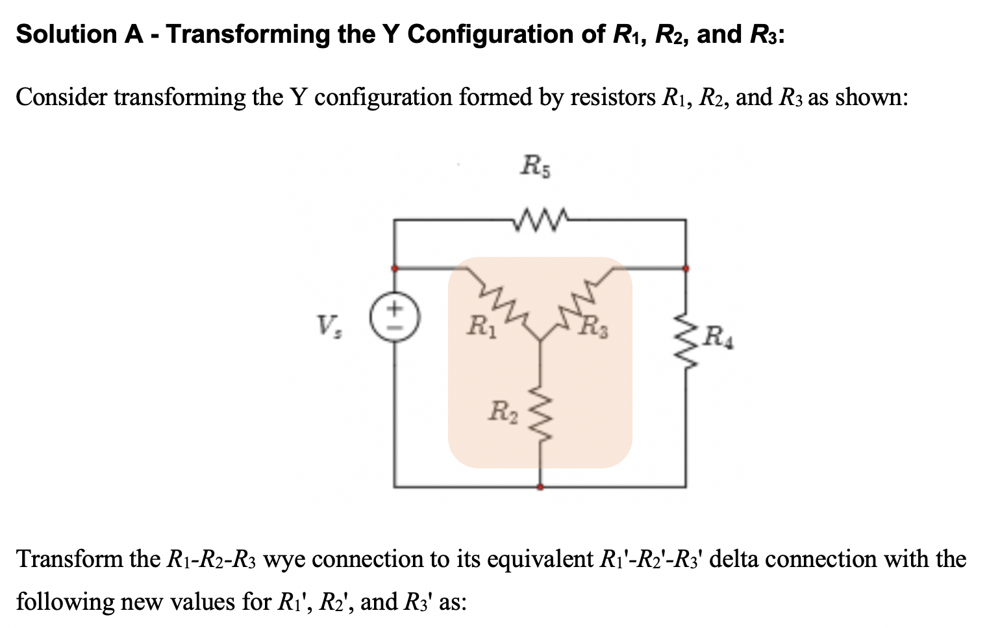 Solution A - Transforming the Y Configuration of R1, R2, and R3:
Consider transforming the Y configuration formed by resistors R1, R2, and R3 as shown:
R5
R1
R3
Vs
+
R4
R2
Transform the R1-R2-R3 wye connection to its equivalent R1'-R2'-R3' delta connection with the
following new values for R1', R2', and R3' as: